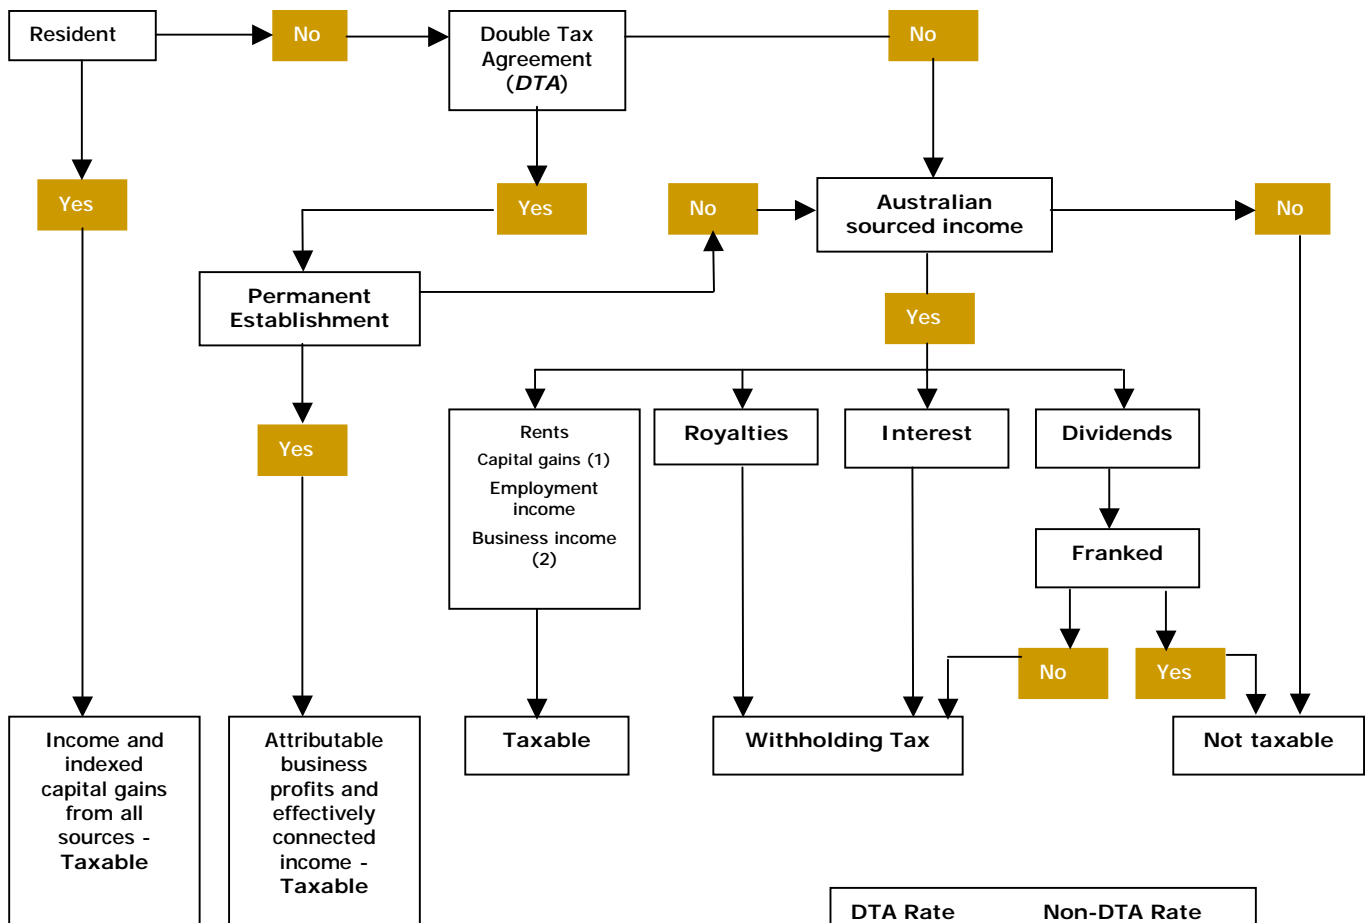 Resident
No
Double Tax
Agreement
(DTA)
No
Yes
Yes
No
Australian
sourced income
No
Permanent
Establishment
Yes
Yes
Rents
Capital gains (1)
Employment
income
Business income
(2)
Royalties
Interest
Dividends
Franked
No
Yes
Income and
indexed
capital gains
from all
sources -
Taxable
Attributable
business
profits and
effectively
connected
income -
Taxable
Taxable
Withholding Tax
Not taxable
DTA Rate Non-DTA Rate